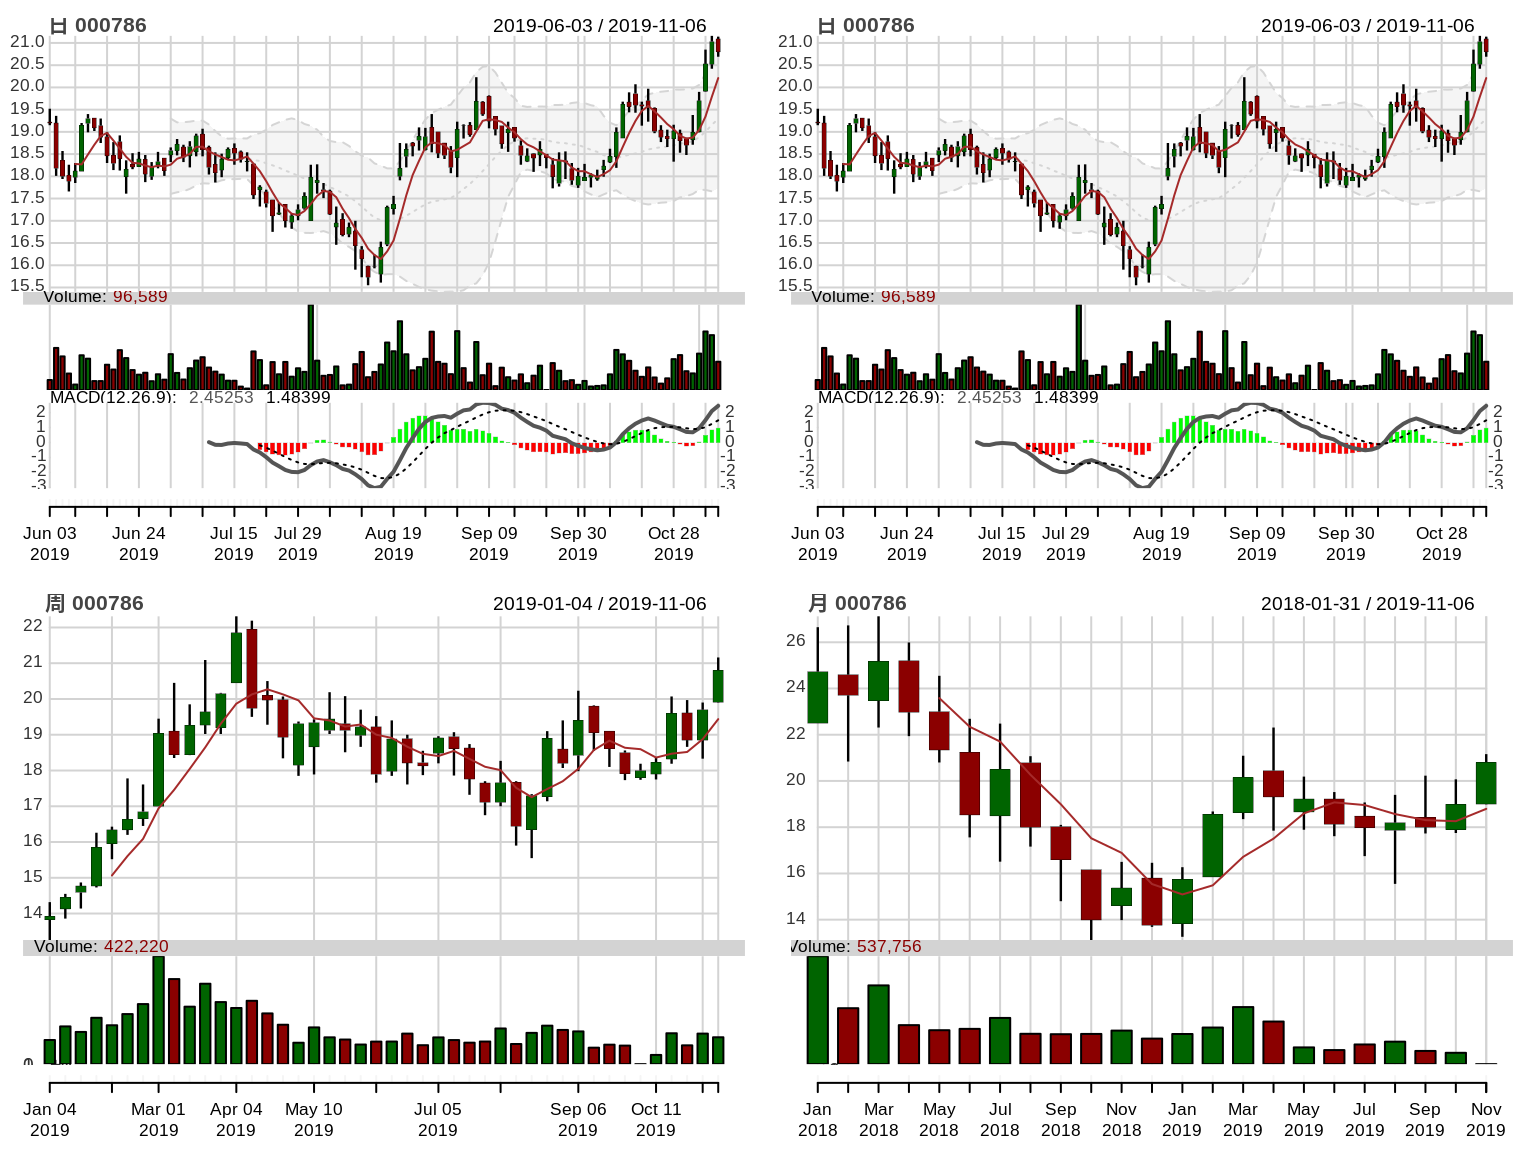 日 000786 2019-06-03 / 2019-11-06
21.0
20.5
20.0
19.5
19.0
18.5
18.0
17.5
17.0
16.5
16.0
15.5
Volume: 96,589
MACD(12,26,9): 2.45253 1.48399
2 2
1 1
0 0
-1 -1
-2 -2
-3 -3
Jun 03 Jun 24 Jul 15 Jul 29 Aug 19 Sep 09 Sep 30 Oct 28
2019 2019 2019 2019 2019 2019 2019 2019
日 000786 2019-06-03 / 2019-11-06
21.0
20.5
20.0
19.5
19.0
18.5
18.0
17.5
17.0
16.5
16.0
15.5
Volume: 96,589
MACD(12,26,9): 2.45253 1.48399
2 2
1 1
0 0
-1 -1
-2 -2
-3 -3
Jun 03 Jun 24 Jul 15 Jul 29 Aug 19 Sep 09 Sep 30 Oct 28
2019 2019 2019 2019 2019 2019 2019 2019
周 000786 2019-01-04 / 2019-11-06
22
21
20
19
18
17
16
15
14
Volume: 422,220
Jan 04 Mar 01 Apr 04 May 10 Jul 05 Sep 06 Oct 11
2019 2019 2019 2019 2019 2019 2019
月 000786 2018-01-31 / 2019-11-06
26
24
22
20
18
16
14
Volume: 537,756
Jan Mar May Jul Sep Nov Jan Mar May Jul Sep Nov
2018 2018 2018 2018 2018 2018 2019 2019 2019 2019 2019 2019